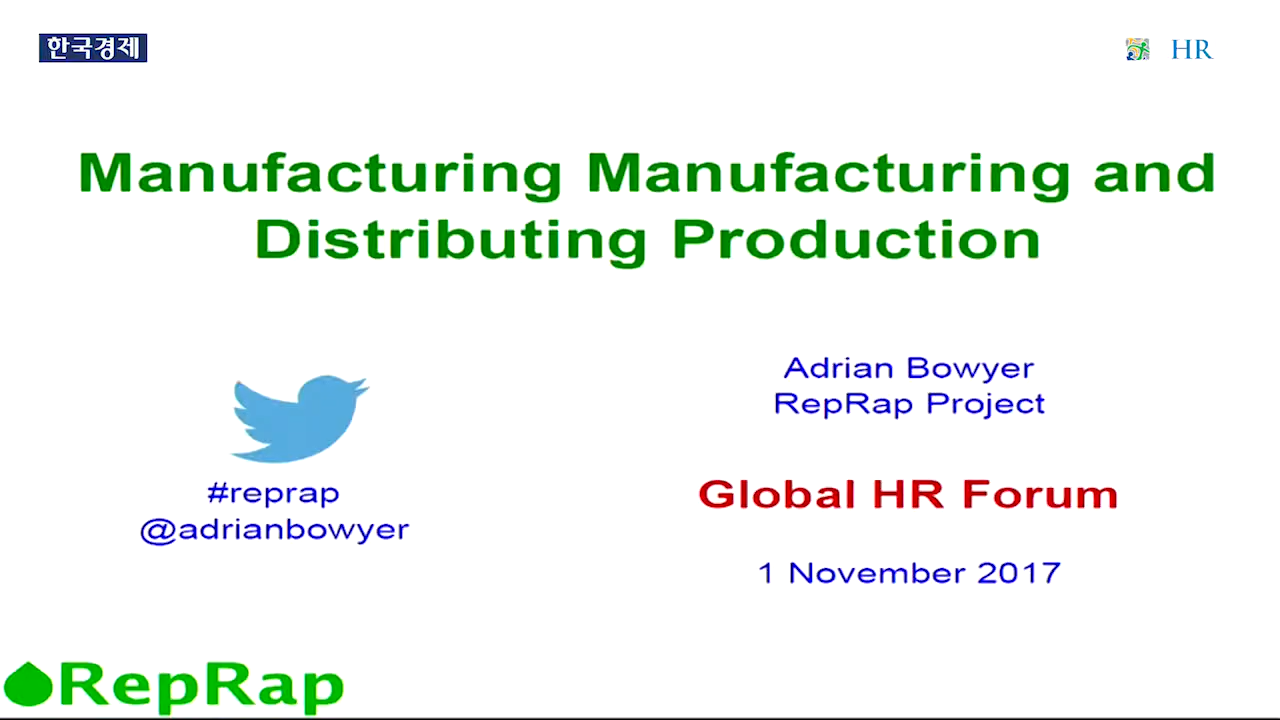 한국경제
HR
Manufacturing Manufacturing and
Distributing Production
Adrian Bowyer
RepRap Project
#reprap
@adrianbowyer
Global HR Forum
1 November 2017
RepRap